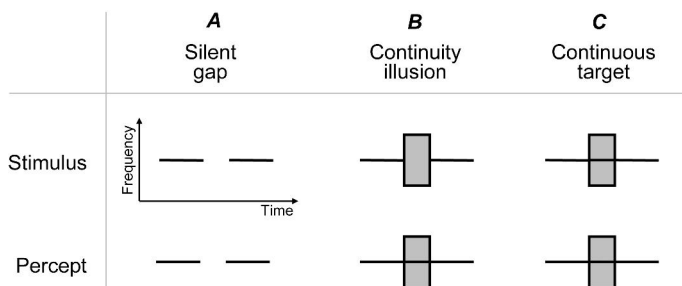 A
B
C
Silent
gap
Continuity
illusion
Continuous
target
Stimulus
Frequency
Time
Percept